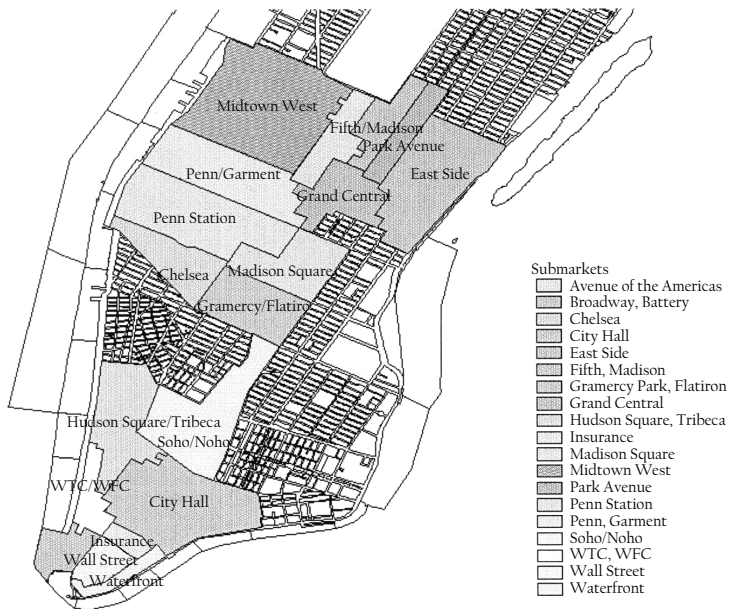 Midtown West
Fifth/Madison
Park Avenue
Penn/Garment
East Side
Grand Central
Penn Station
Chelsea
Madison Square
Gramercy/Flatiro
Hudson Square/Tribeca
Soho/Noho
WTC/WFC
City Hall
Insurance
Wall Street
Waterfront
Submarkets
Avenue of the Americas
Broadway, Battery
Chelsea
City Hall
East Side
Fifth, Madison
Gramercy Park, Flatiron
Grand Central
Hudson Square, Tribeca
Insurance
Madison Square
Midtown West
Park Avenue
Penn Station
Penn, Garment
Soho/Noho
WTC, WFC
Wall Street
Waterfront